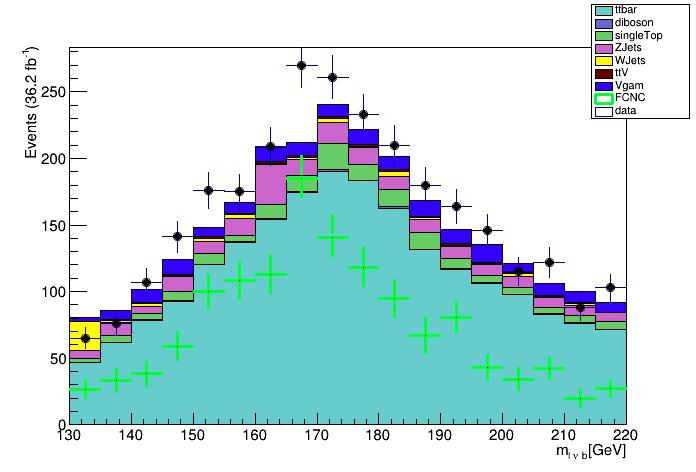 ttbar
diboson
singleTop
ZJets
WJets
ttV
Vgam
FCNC
data
Events (36.2 fb⁻¹)
250
200
150
100
50
0
130 140 150 160 170 180 190 200 210 220
m_{l ν b}[GeV]